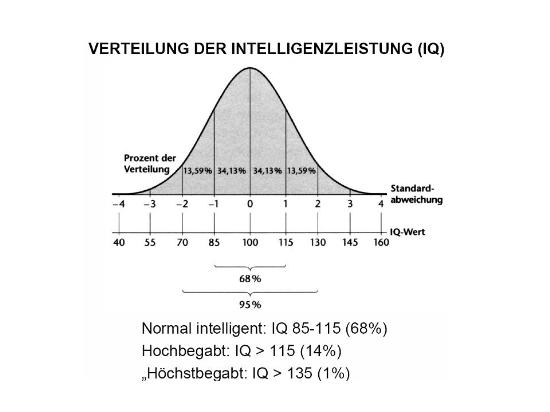 VERTEILUNG DER INTELLIGENZLEISTUNG (IQ)
Prozent der
Verteilung
13,59% 34,13% 34,13% 13,59%
Standard-
abweichung
−4 −3 −2 −1 0 1 2 3 4
IQ-Wert
40 55 70 85 100 115 130 145 160
68%
95%
Normal intelligent: IQ 85-115 (68%)
Hochbegabt: IQ > 115 (14%)
„Höchstbegabt: IQ > 135 (1%)